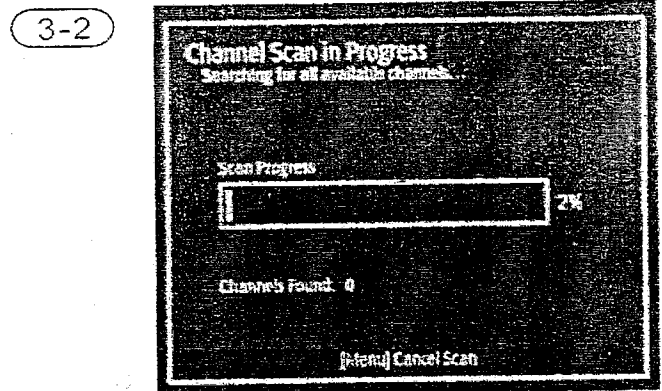 3-2
Channel Scan in Progress
Searching for all available channels...
Scan Progress
2%
Channels Found: 0
[Menu] Cancel Scan